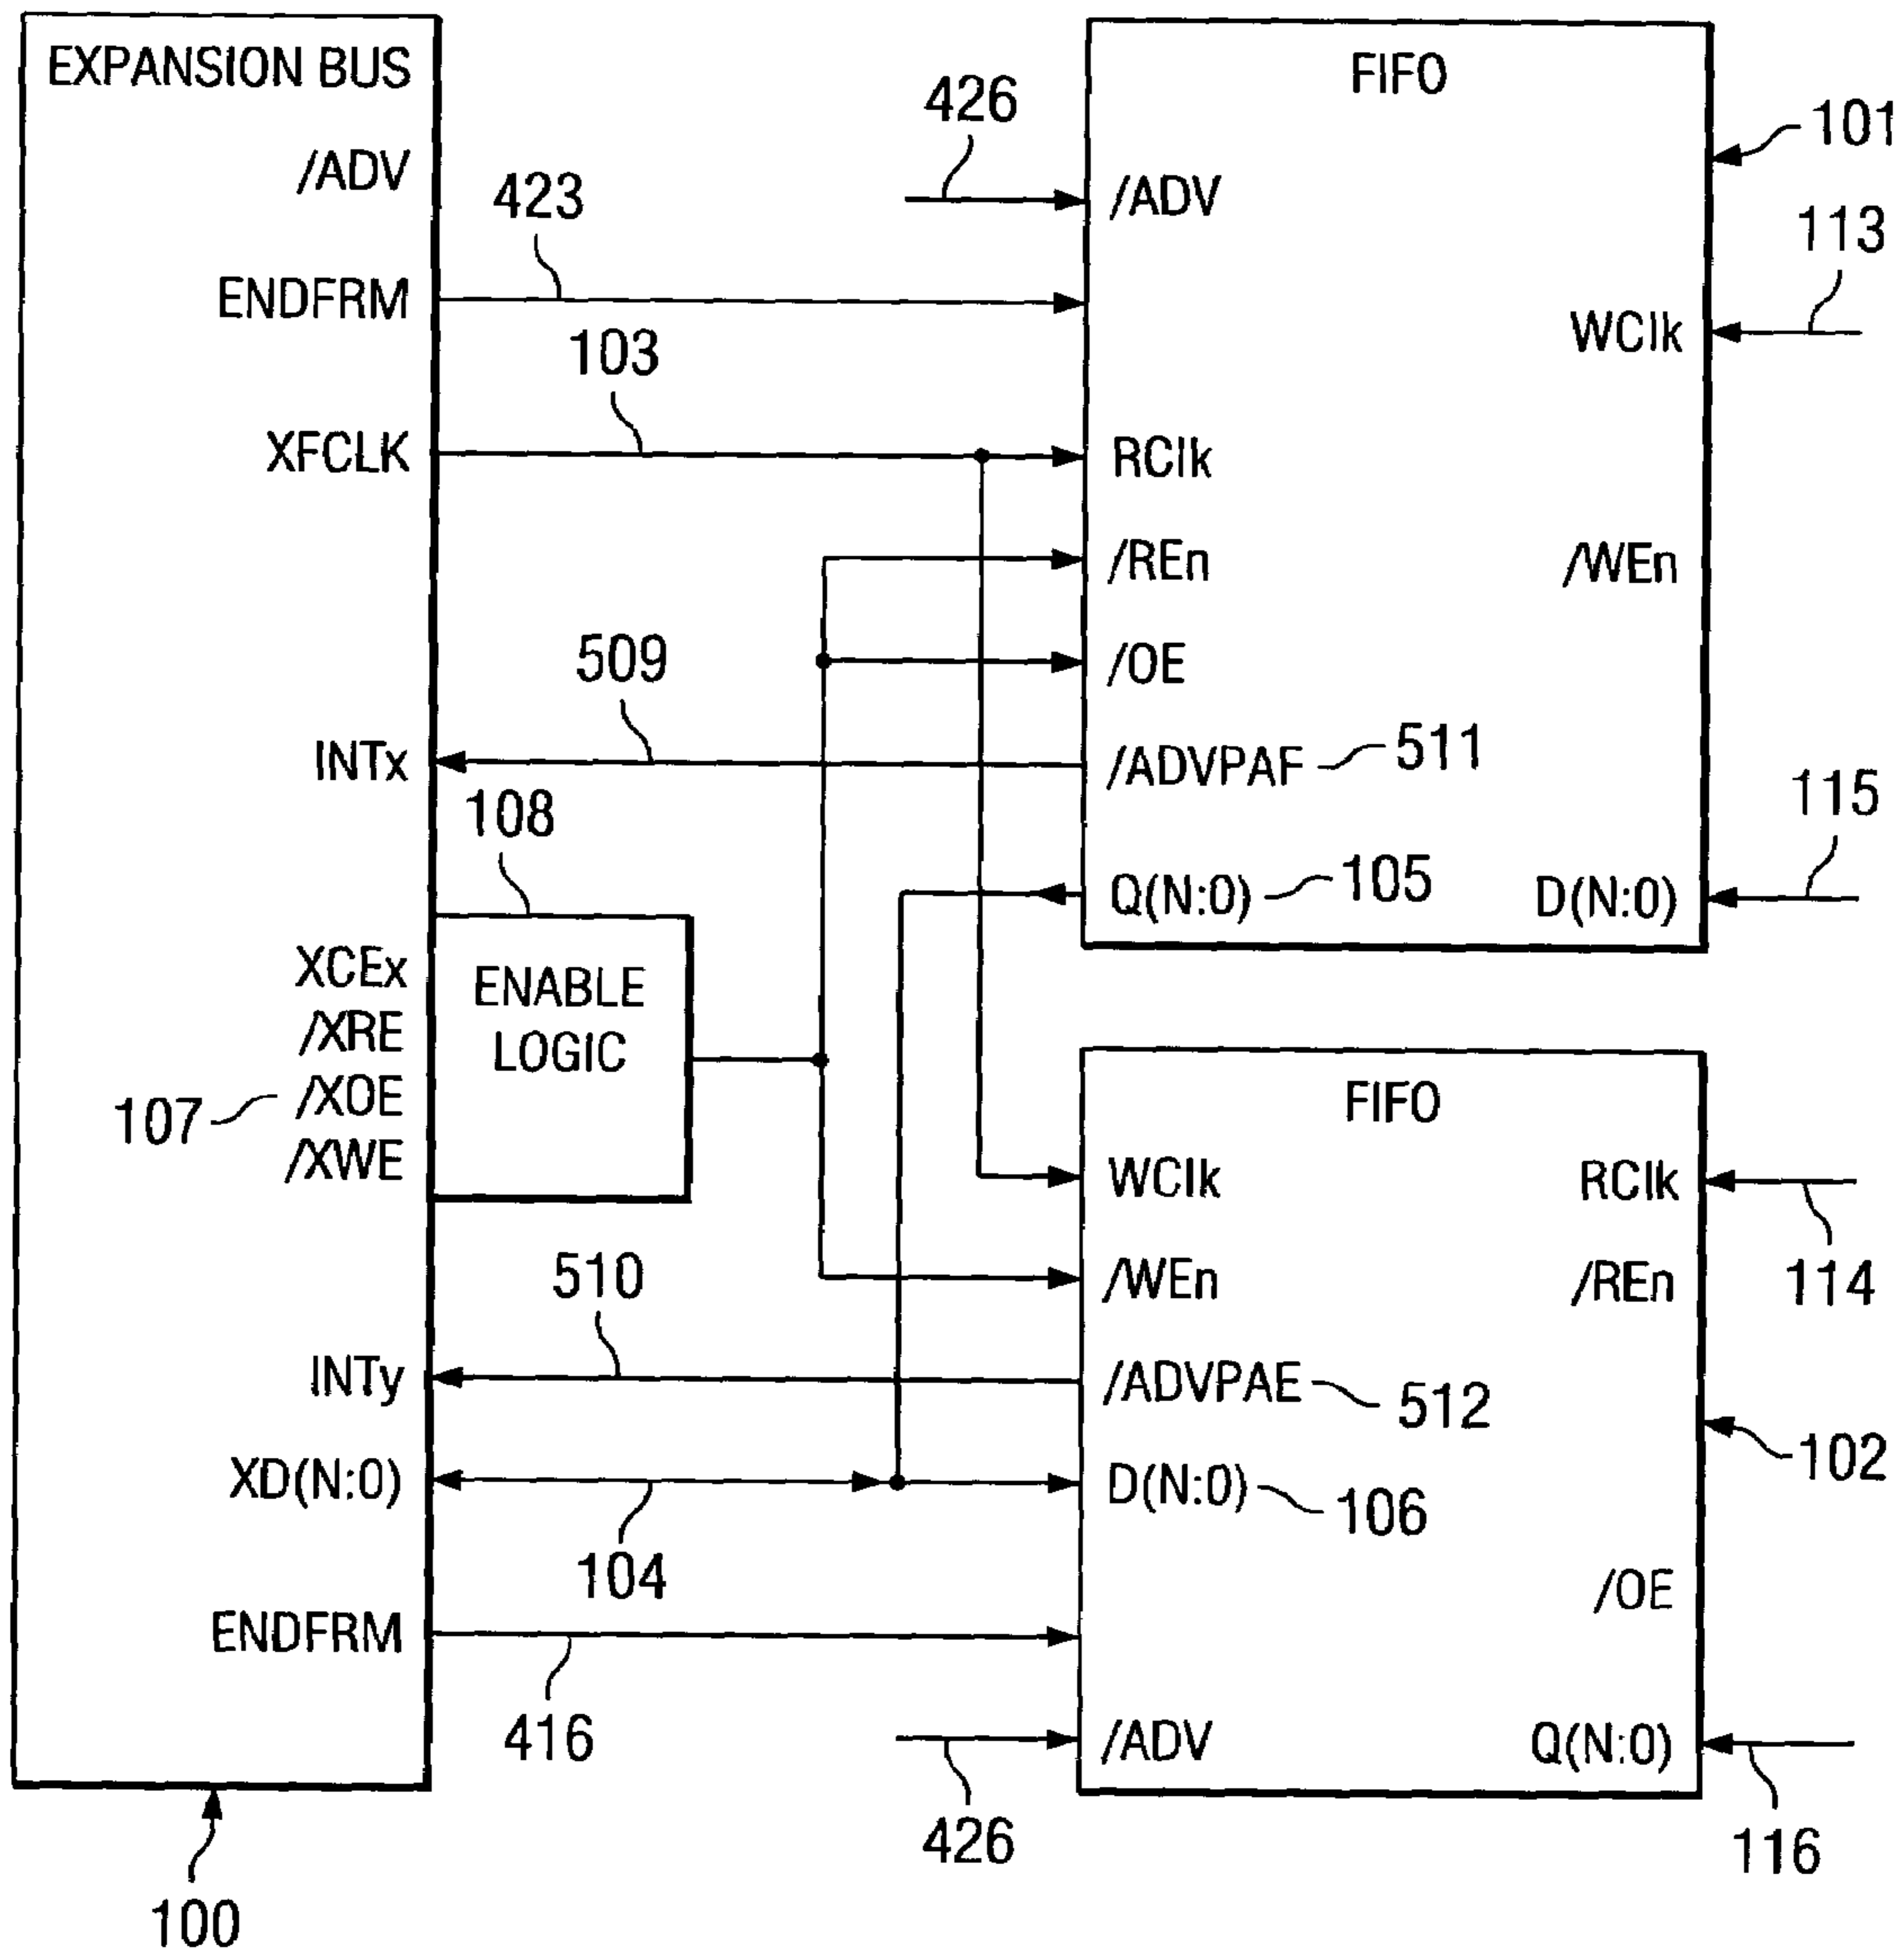 EXPANSION BUS
/ADV
ENDFRM
XFCLK
INTx
XCEx
/XRE
/XOE
/XWE
107
INTy
XD(N:0)
ENDFRM
100
423
103
509
108
ENABLE
LOGIC
510
104
416
426
FIFO
101
/ADV
113
WClk
RClk
/REn
/WEn
/OE
/ADVPAF
511
115
Q(N:0)
105
D(N:0)
FIFO
WClk
RClk
114
/WEn
/REn
/ADVPAE
512
102
D(N:0)
106
/OE
/ADV
Q(N:0)
426
116